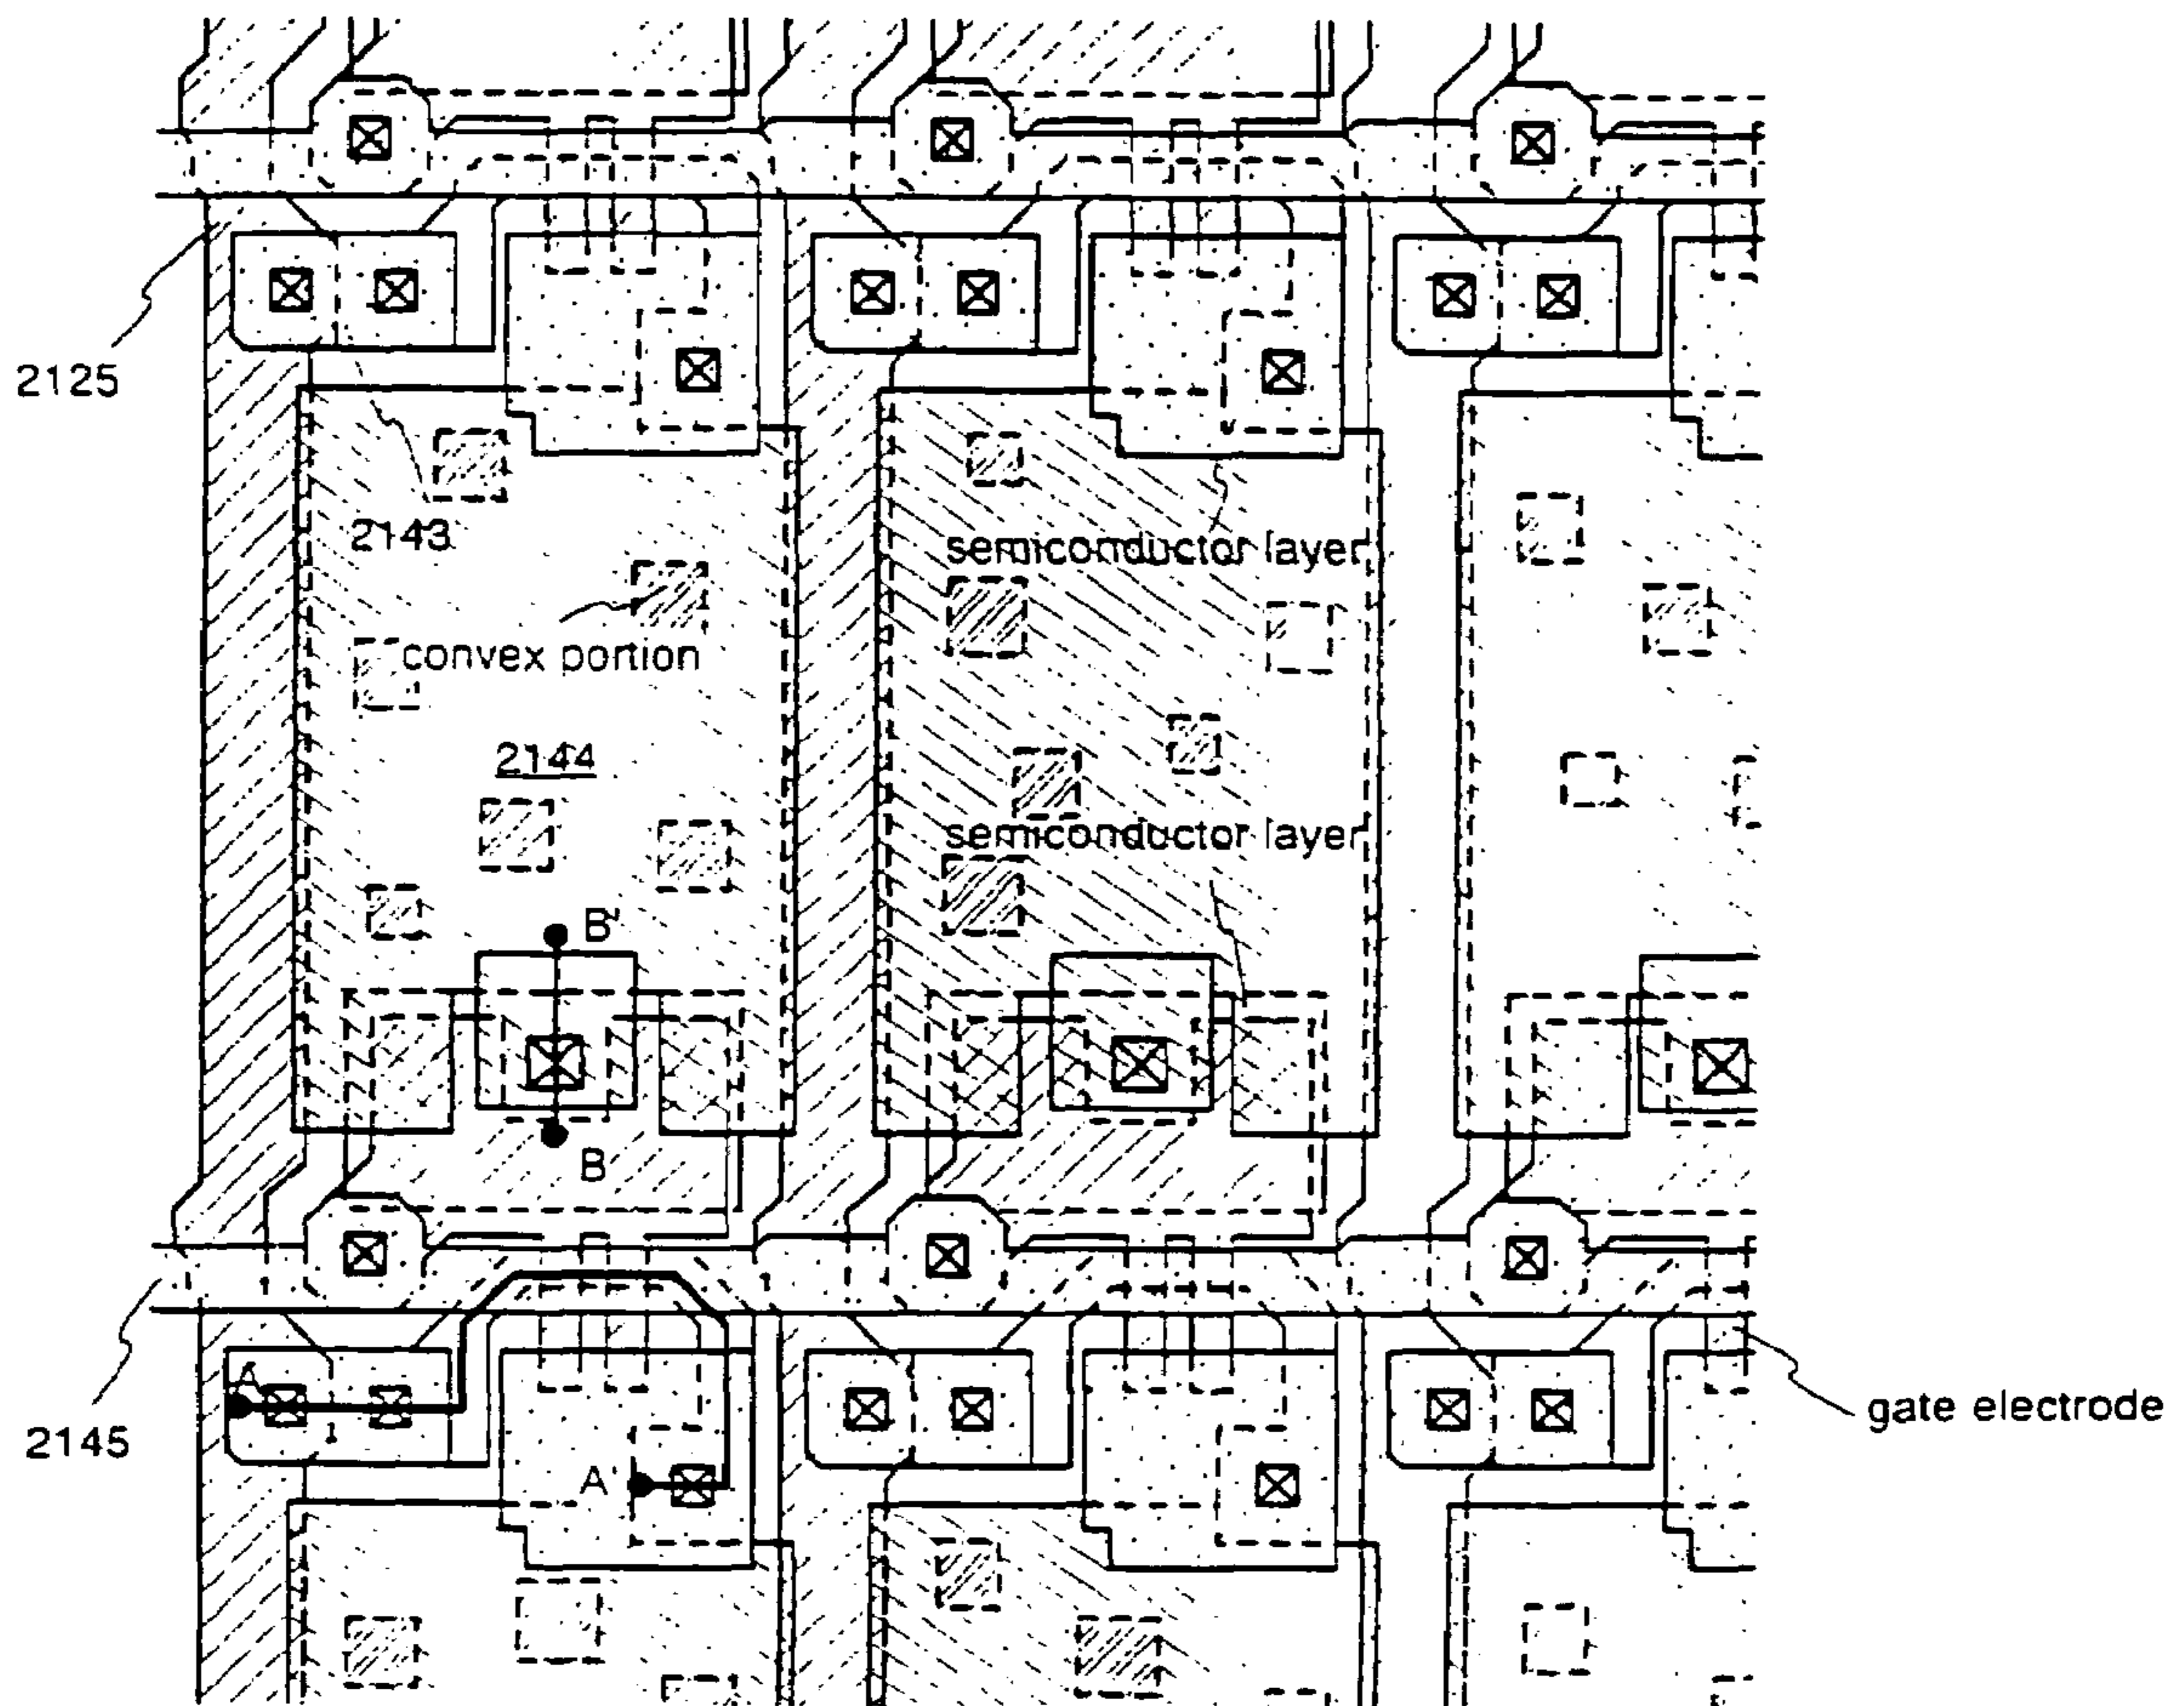 2125
2143
semiconductor layer
convex portion
2144
semiconductor layer
B'
B
A
2145
A'
gate electrode